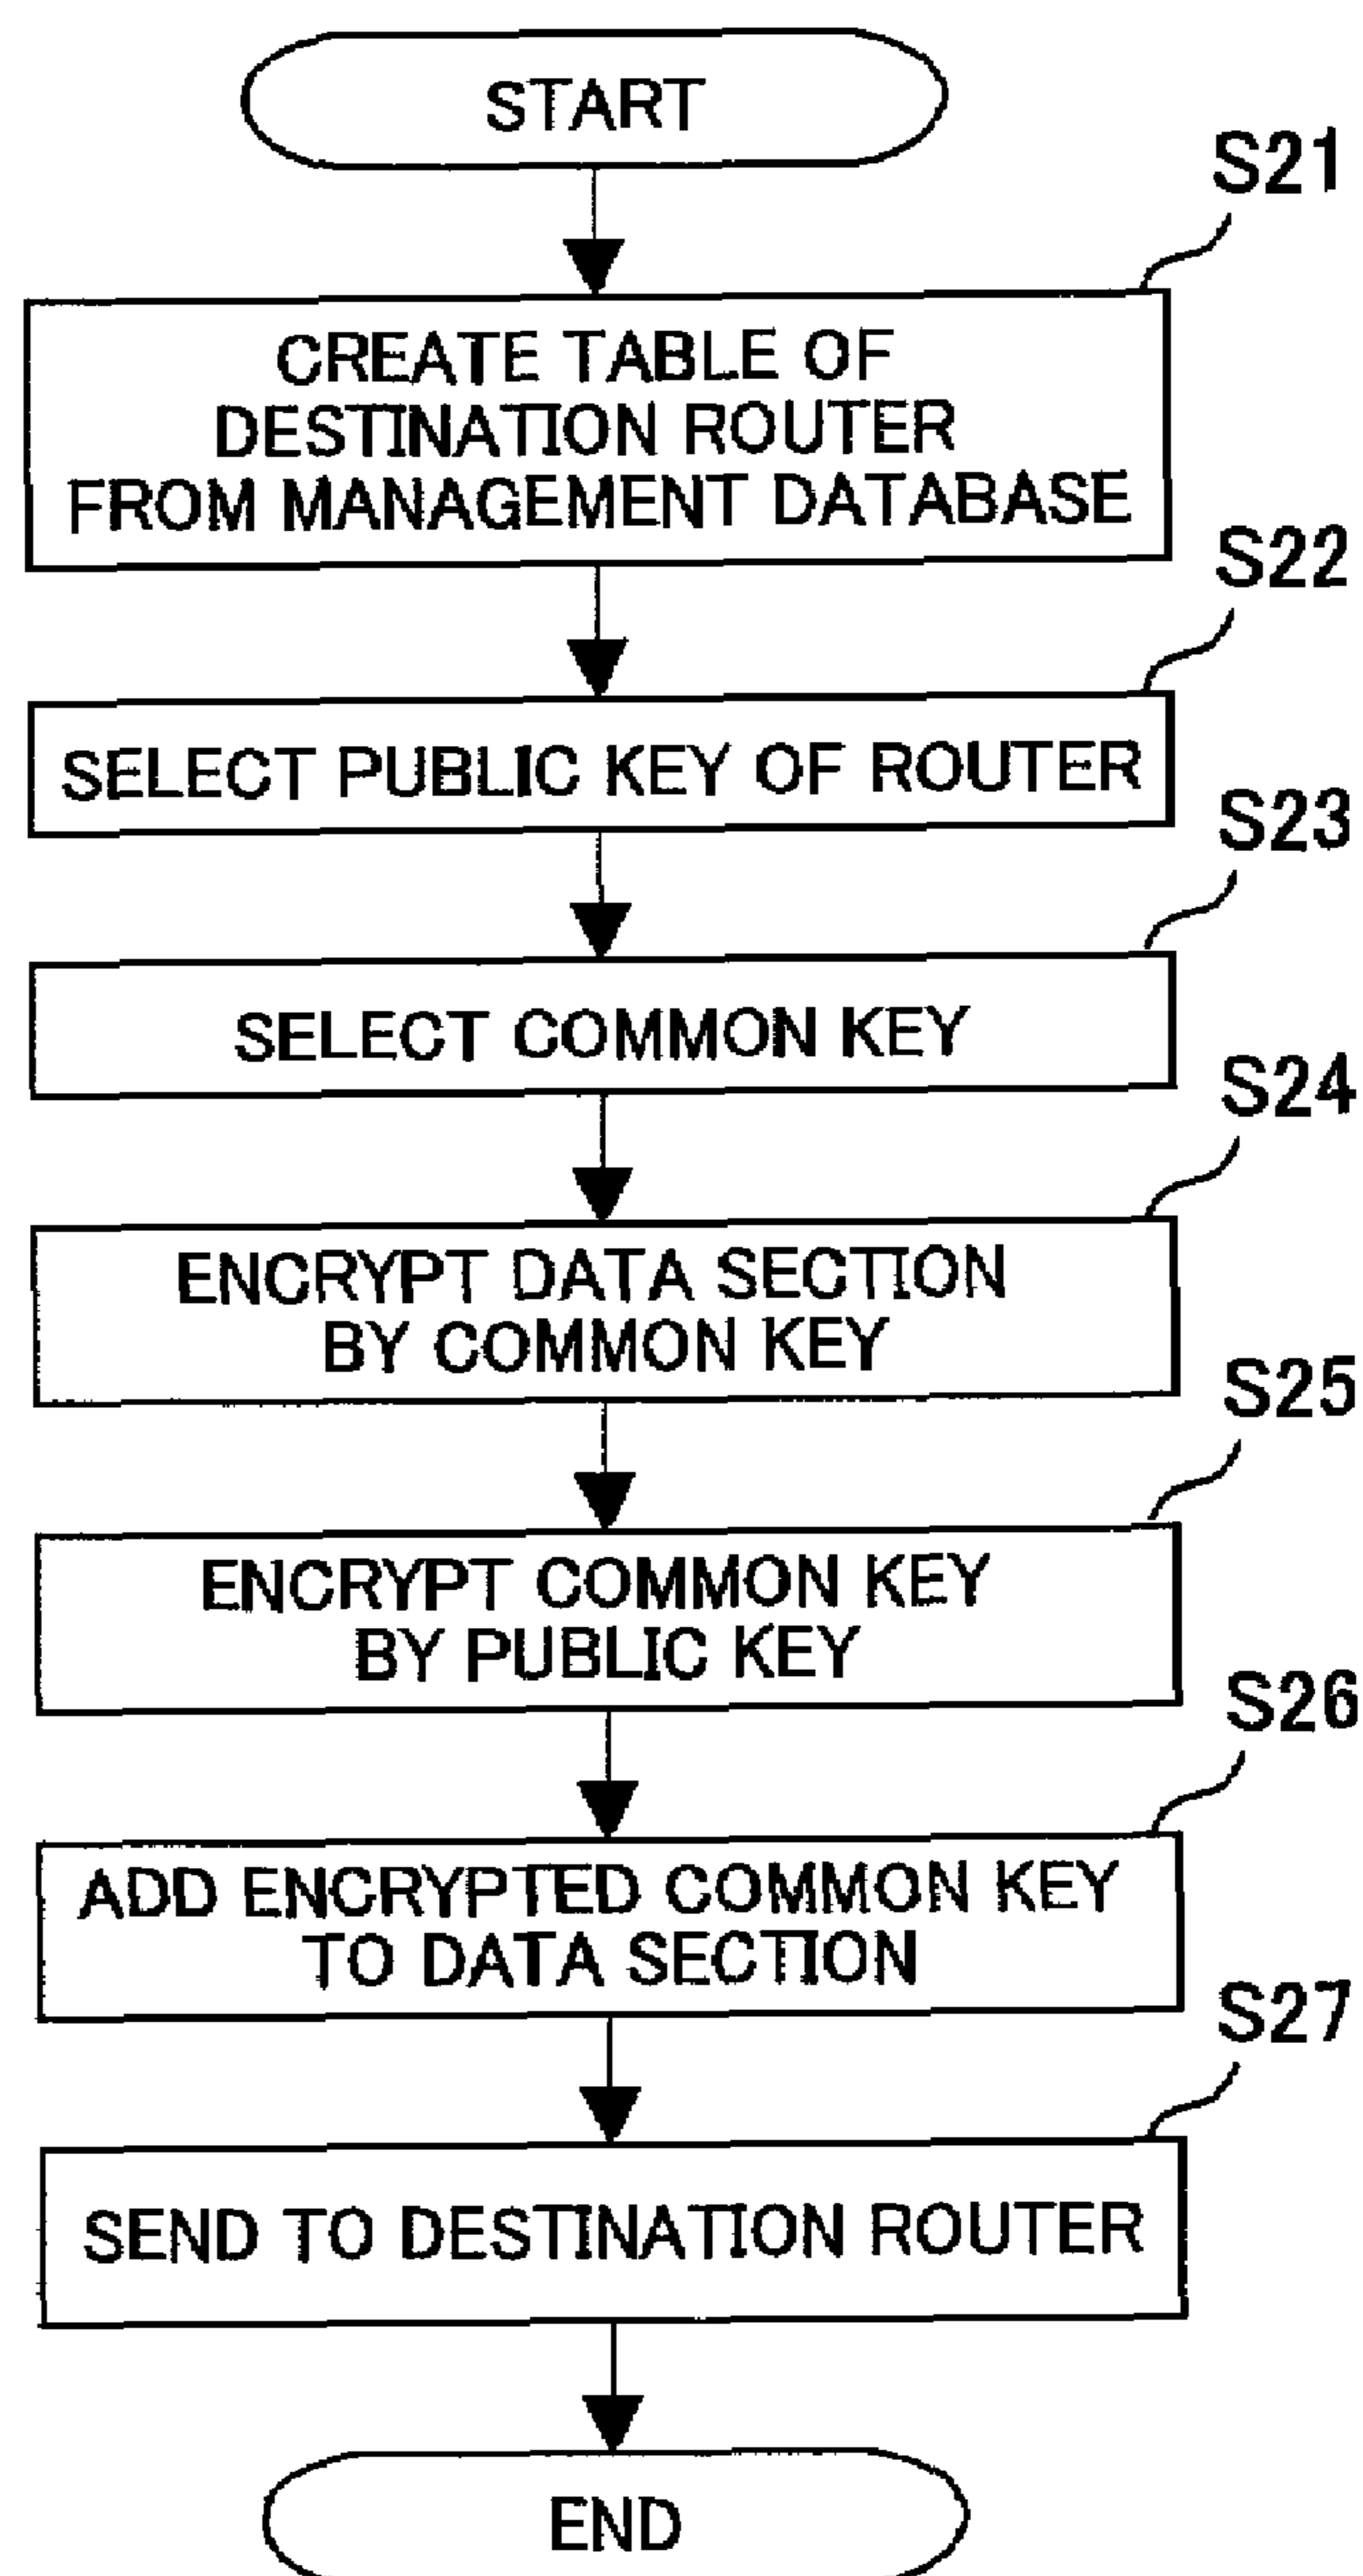 START
S21
CREATE TABLE OF
DESTINATION ROUTER
FROM MANAGEMENT DATABASE
S22
SELECT PUBLIC KEY OF ROUTER
S23
SELECT COMMON KEY
S24
ENCRYPT DATA SECTION
BY COMMON KEY
S25
ENCRYPT COMMON KEY
BY PUBLIC KEY
S26
ADD ENCRYPTED COMMON KEY
TO DATA SECTION
S27
SEND TO DESTINATION ROUTER
END